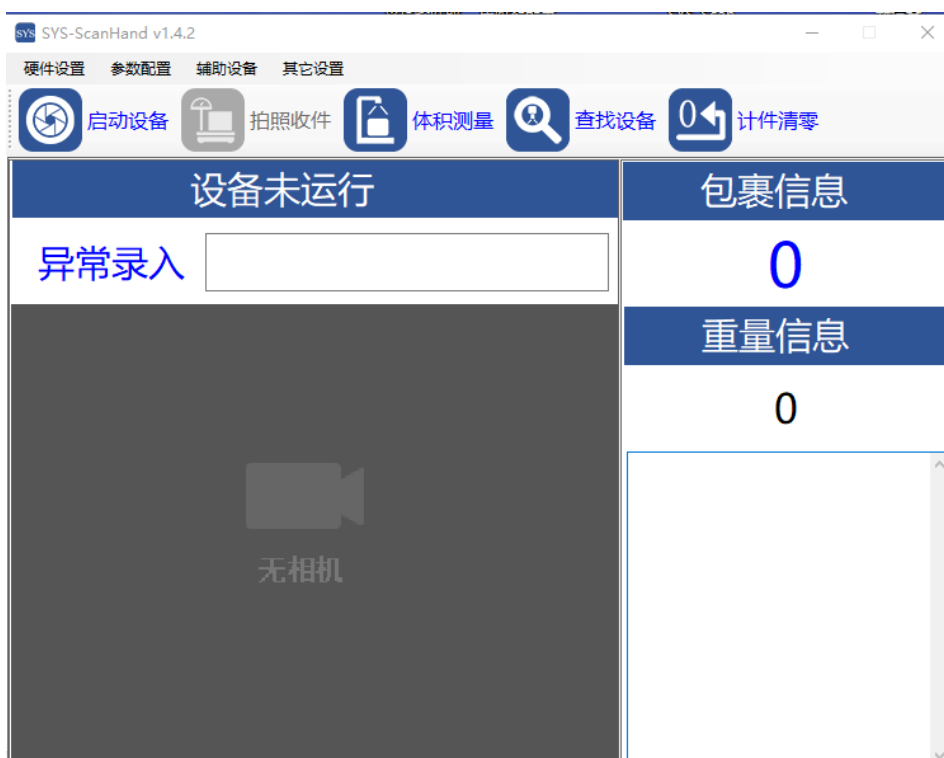 SYS SYS-ScanHand v1.4.2
硬件设置 参数配置 辅助设备 其它设置
启动设备 拍照收件 体积测量 查找设备 0 计件清零
设备未运行
包裹信息
异常录入
0
重量信息
0
无相机